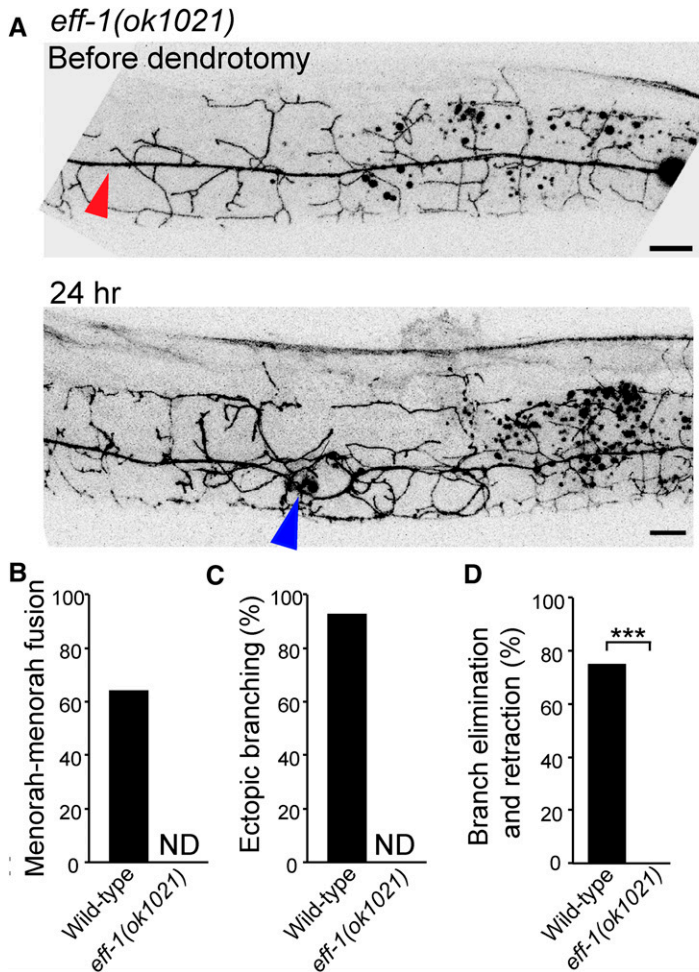 A eff-1(ok1021)
Before dendrotomy
24 hr
B
Menorah-menorah fusion
100
80
60
40
20
0
ND
Wild-type
eff-1(ok1021)
C
Ectopic branching (%)
100
80
60
40
20
0
ND
Wild-type
eff-1(ok1021)
D
Branch elimination
and retraction (%)
100
80
60
40
20
0
***
Wild-type
eff-1(ok1021)